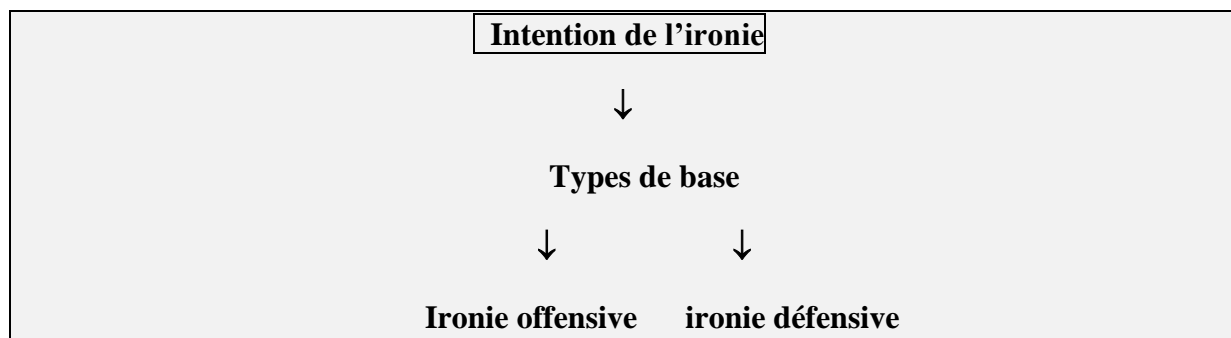 Intention de l’ironie
↓
Types de base
↓ ↓
Ironie offensive ironie défensive